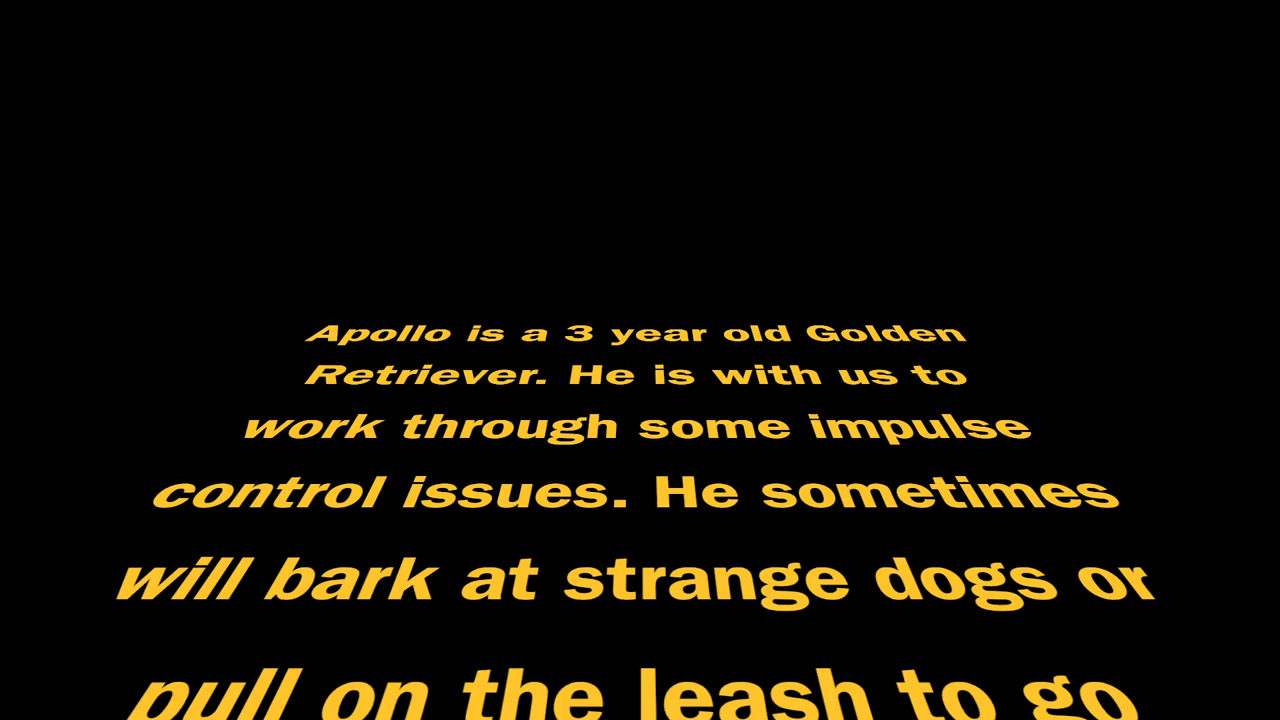 Apollo is a 3 year old Golden
Retriever. He is with us to
work through some impulse
control issues. He sometimes
will bark at strange dogs or
pull on the leash to go